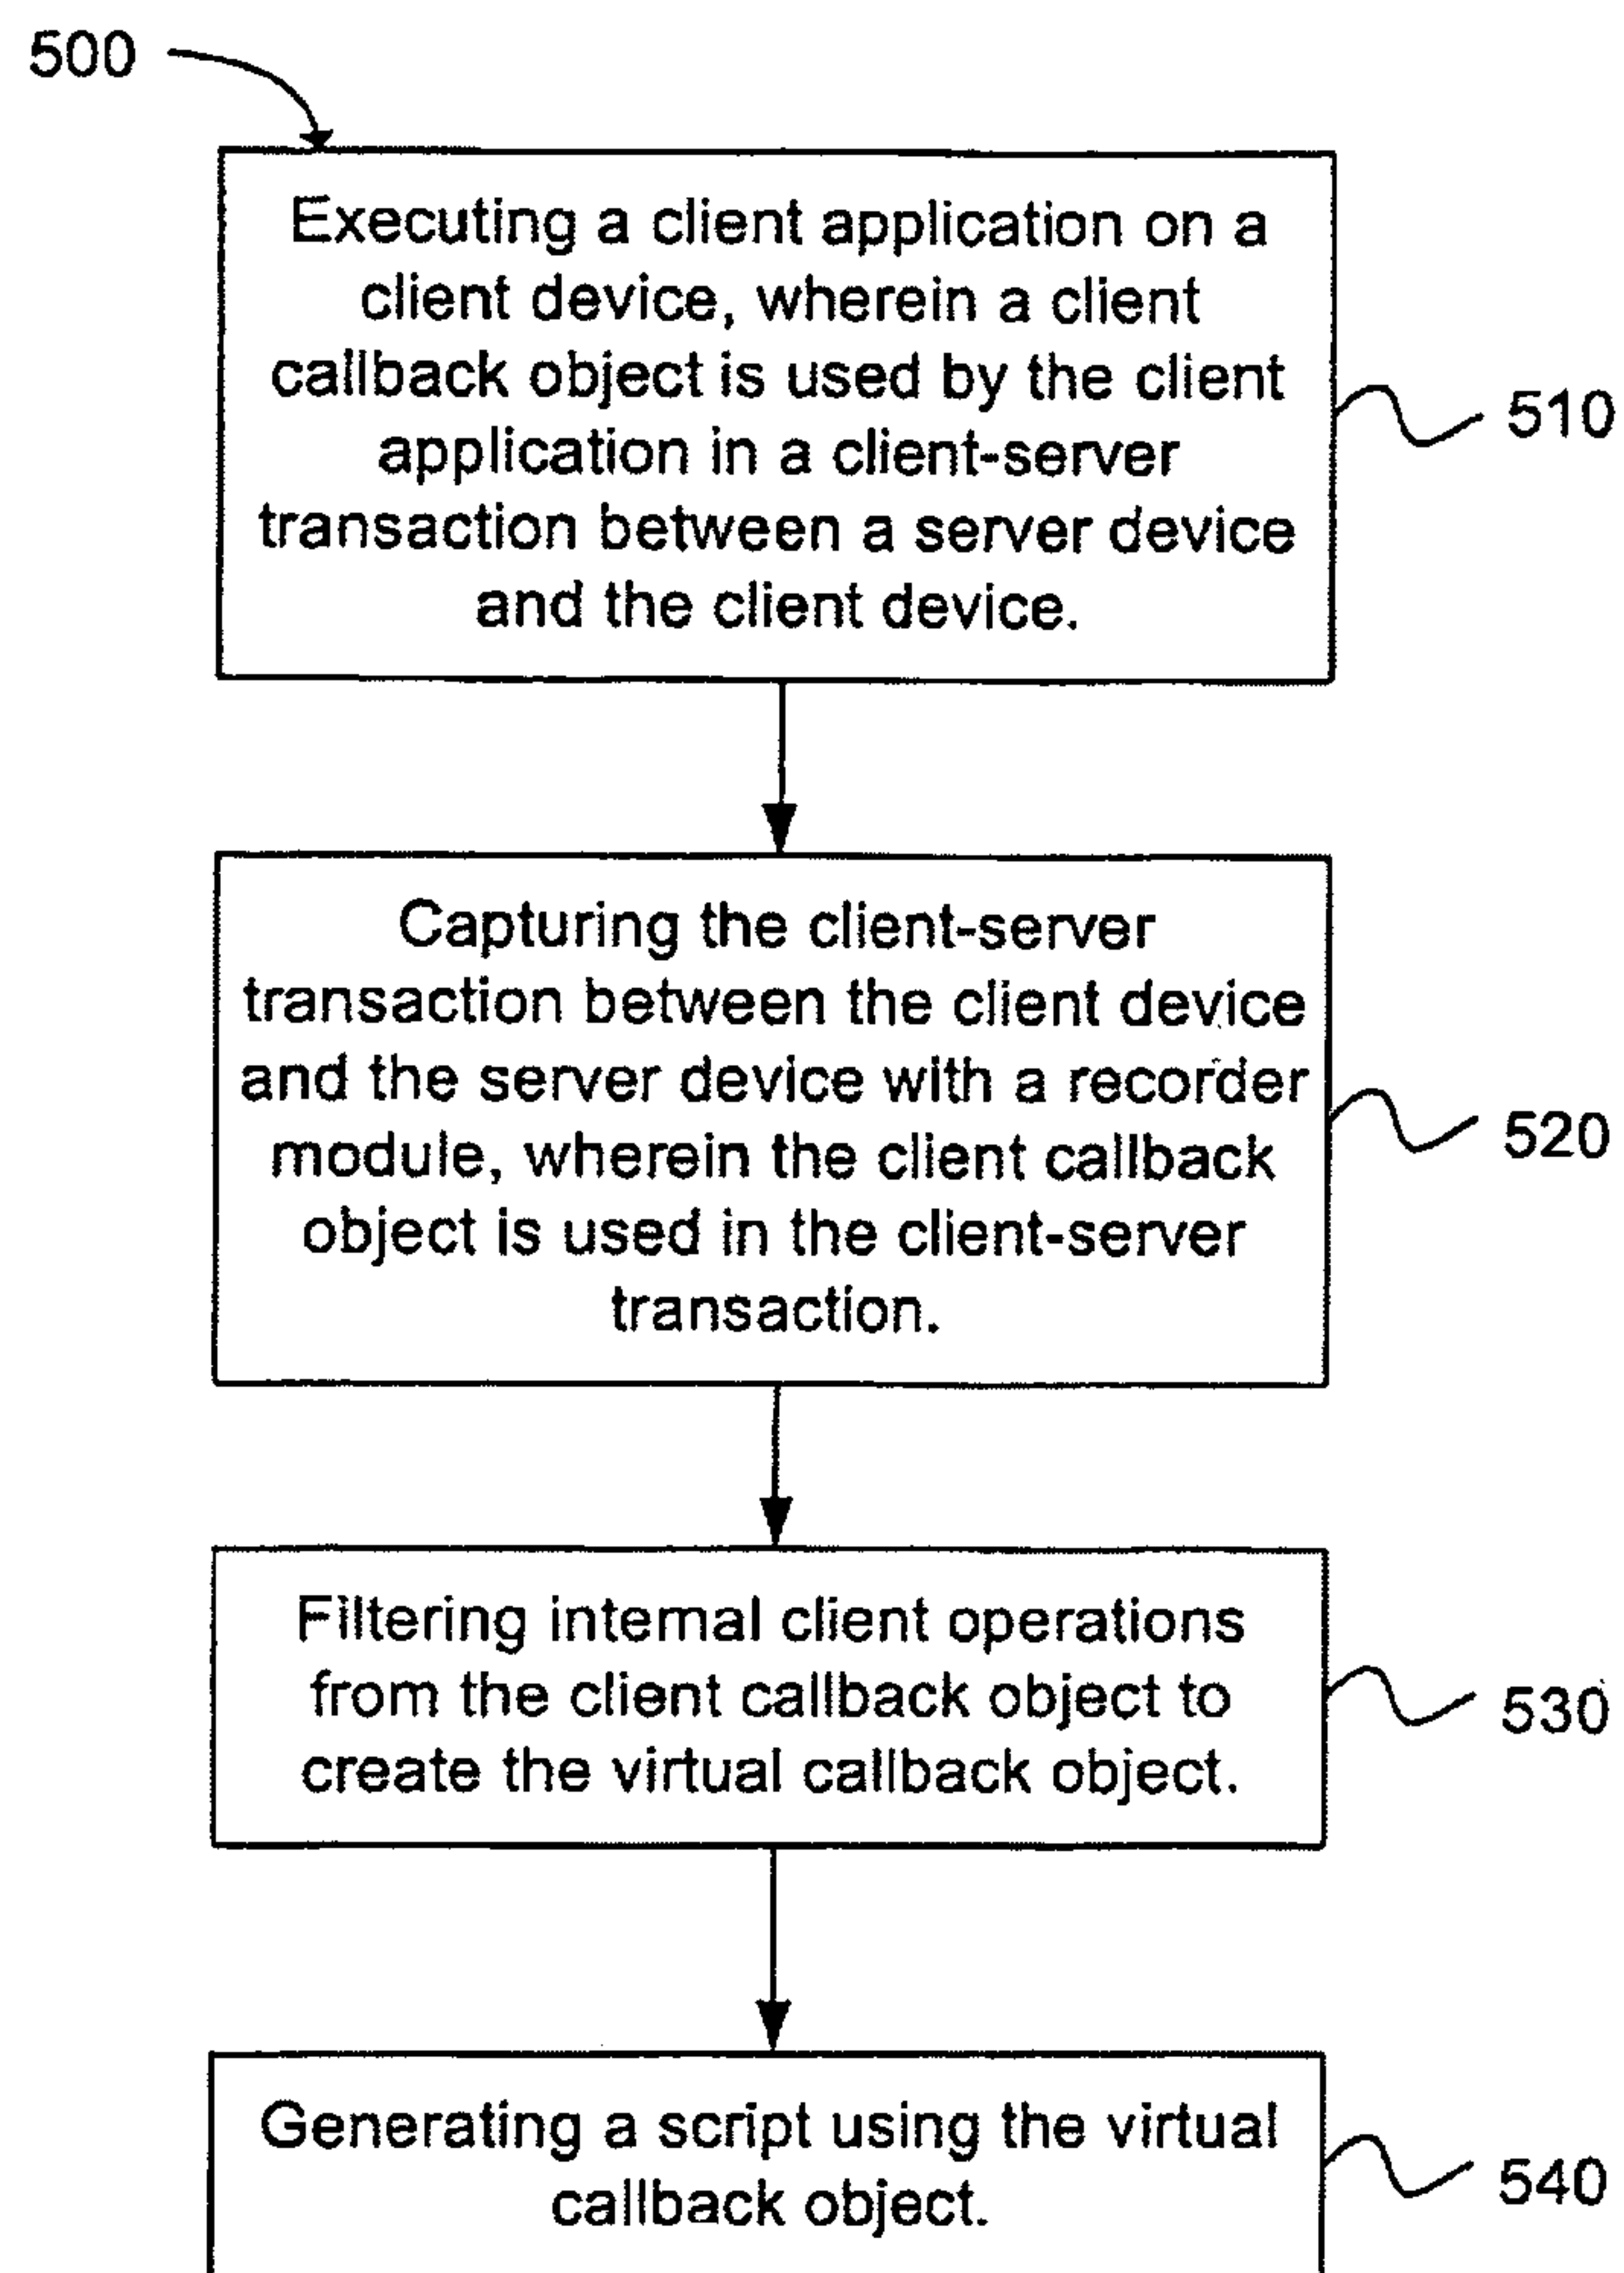 500
Executing a client application on a
client device, wherein a client
callback object is used by the client
application in a client-server
transaction between a server device
and the client device.
510
Capturing the client-server
transaction between the client device
and the server device with a recorder
module, wherein the client callback
object is used in the client-server
transaction.
520
Filtering internal client operations
from the client callback object to
create the virtual callback object.
530
Generating a script using the virtual
callback object.
540